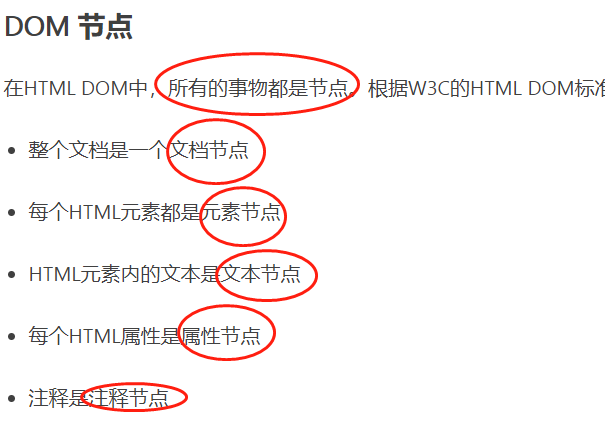 DOM 节点
在HTML DOM中，所有的事物都是节点。根据W3C的HTML DOM标准
整个文档是一个文档节点
每个HTML元素都是元素节点
HTML元素内的文本是文本节点
每个HTML属性是属性节点
注释是注释节点